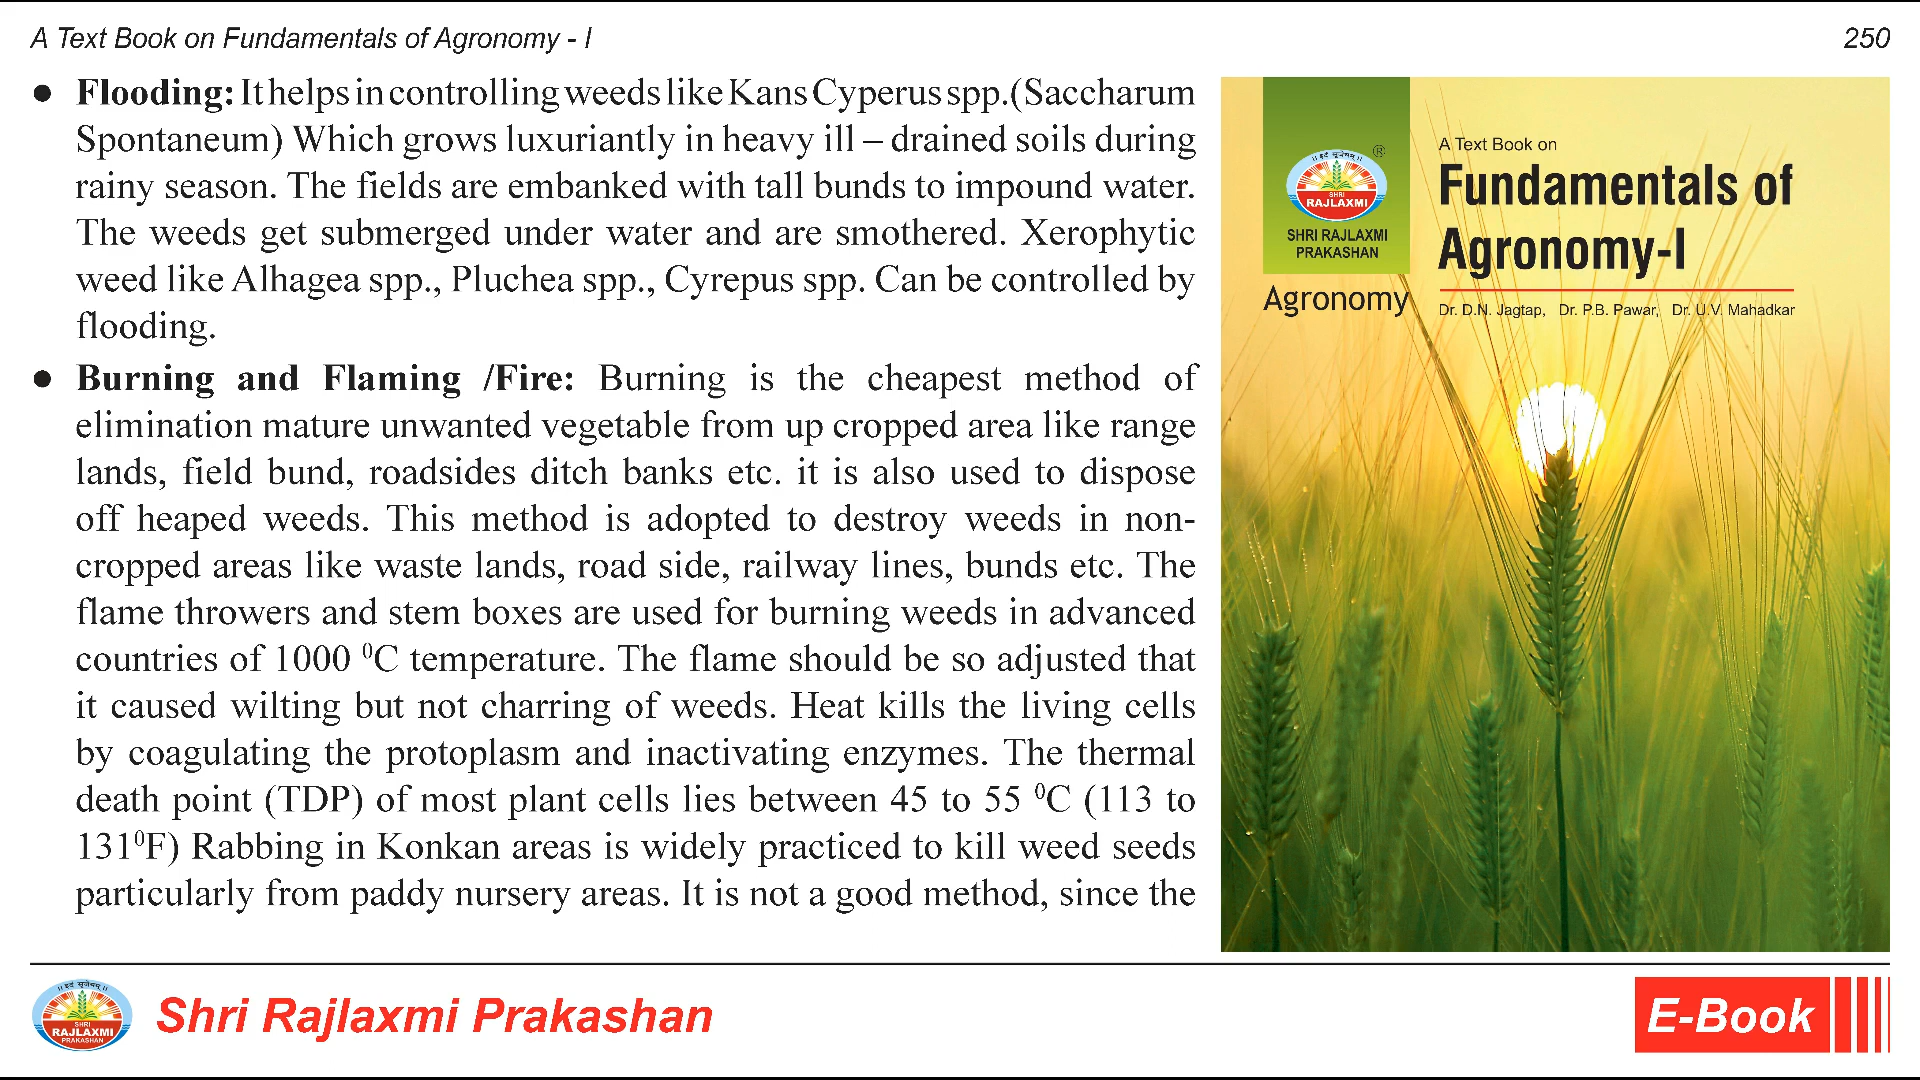 A Text Book on Fundamentals of Agronomy - I
250
● Flooding: It helps in controlling weeds like Kans Cyperus spp.(Saccharum
Spontaneum) Which grows luxuriantly in heavy ill – drained soils during
rainy season. The fields are embanked with tall bunds to impound water.
The weeds get submerged under water and are smothered. Xerophytic
weed like Alhagea spp., Pluchea spp., Cyrepus spp. Can be controlled by
flooding.
● Burning and Flaming /Fire: Burning is the cheapest method of
elimination mature unwanted vegetable from up cropped area like range
lands, field bund, roadsides ditch banks etc. it is also used to dispose
off heaped weeds. This method is adopted to destroy weeds in non-
cropped areas like waste lands, road side, railway lines, bunds etc. The
flame throwers and stem boxes are used for burning weeds in advanced
countries of 1000 ⁰C temperature. The flame should be so adjusted that
it caused wilting but not charring of weeds. Heat kills the living cells
by coagulating the protoplasm and inactivating enzymes. The thermal
death point (TDP) of most plant cells lies between 45 to 55 ⁰C (113 to
131⁰F) Rabbing in Konkan areas is widely practiced to kill weed seeds
particularly from paddy nursery areas. It is not a good method, since the
®
SHRI
RAJLAXMI
SHRI RAJLAXMI
PRAKASHAN
Agronomy
A Text Book on
Fundamentals of
Agronomy-I
Dr. D.N. Jagtap, Dr. P.B. Pawar, Dr. U.V. Mahadkar
SHRI
RAJLAXMI
PRAKASHAN
Shri Rajlaxmi Prakashan
E-Book